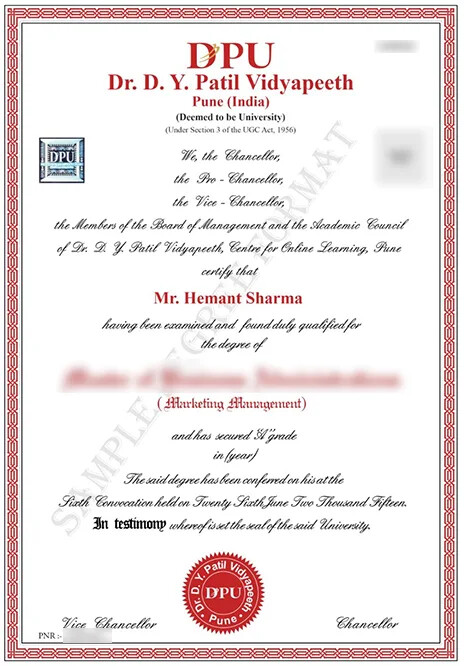 DPU
Dr. D. Y. Patil Vidyapeeth
Pune (India)
(Deemed to be University)
(Under Section 3 of the UGC Act, 1956)
DPU
We, the Chancellor,
the Pro - Chancellor,
the Vice - Chancellor,
the Members of the Board of Management and the Academic Council
of Dr. D. Y. Patil Vidyapeeth, Centre for Online Learning, Pune
certify that
Mr. Hemant Sharma
having been examined and found duly qualified for
the degree of
( Marketing Management)
and has secured "A" grade
in (year)
The said degree has been conferred on his at the
Sixth Convocation held on Twenty Sixth June Two Thousand Fifteen.
In testimony whereof is set the seal of the said University.
SAMPLE DEGREE FORMAT
Dr. D. Y. Patil Vidyapeeth
DPU
Pune
Vice Chancellor
Chancellor
PNR :-